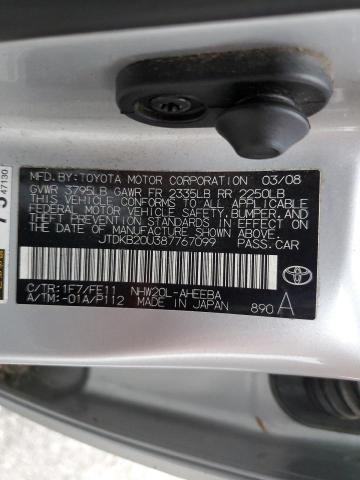 MFD. BY:TOYOTA MOTOR CORPORATION 03/08
GVWR 3795LB GAWR FR 2335LB RR 2250LB
THIS VEHICLE CONFORMS TO ALL APPLICABLE
FEDERAL MOTOR VEHICLE SAFETY, BUMPER, AND
THEFT PREVENTION STANDARDS IN EFFECT ON
THE DATE OF MANUFACTURE SHOWN ABOVE.
JTDKB20U387767099 PASS.CAR
C/TR:1F7/FE11 NHW20L-AHEEBA
A/TM:-01A/P112 MADE IN JAPAN 890 A
47130